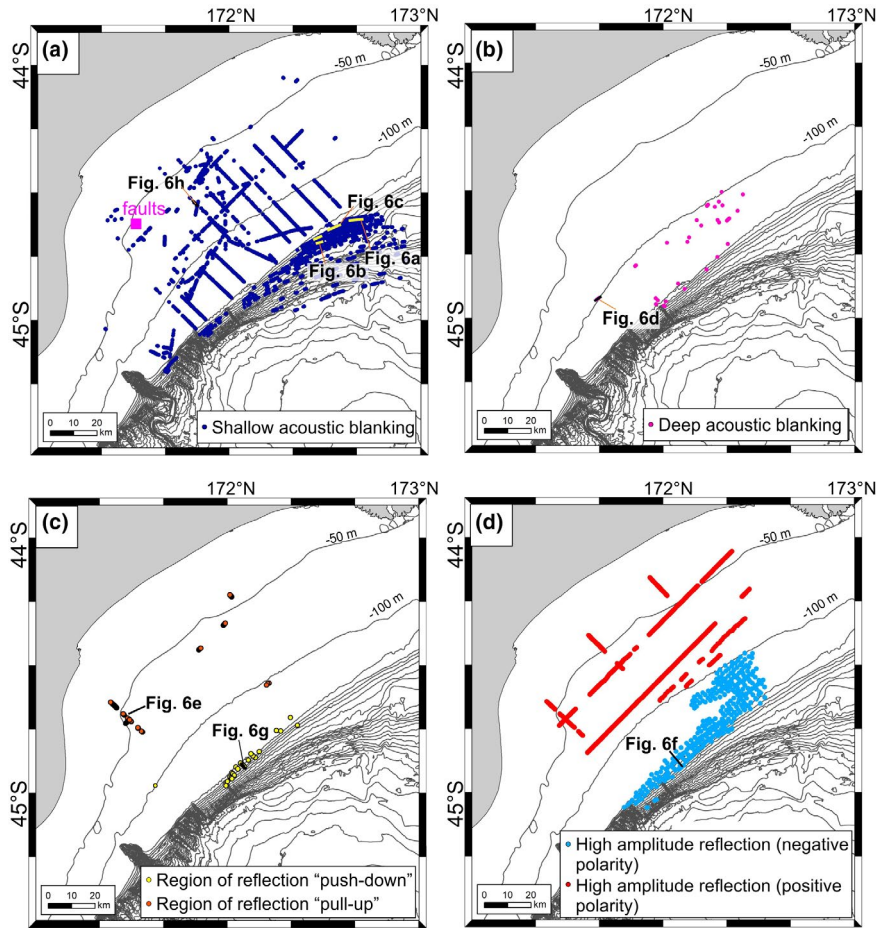 172°N
173°N
(a)
44°S
-50 m
-100 m
Fig. 6h
faults
Fig. 6c
Fig. 6a
Fig. 6b
45°S
0 10 20
km
Shallow acoustic blanking
172°N
173°N
(b)
44°S
-50 m
-100 m
Fig. 6d
45°S
0 10 20
km
Deep acoustic blanking
172°N
173°N
(c)
44°S
-50 m
-100 m
Fig. 6e
Fig. 6g
45°S
0 10 20
km
Region of reflection “push-down”
Region of reflection “pull-up”
172°N
173°N
(d)
44°S
-50 m
-100 m
Fig. 6f
45°S
0 10 20
km
High amplitude reflection (negative
polarity)
High amplitude reflection (positive
polarity)